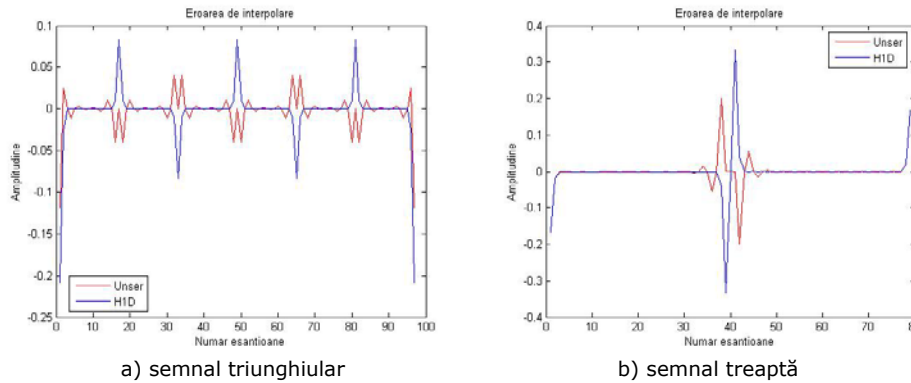 Eroarea de interpolare
0.1
0.05
0
-0.05
-0.1
-0.15
-0.2
-0.25
Amplitudine
Unser
H1D
0 10 20 30 40 50 60 70 80 90 100
Numar esantioane
a) semnal triunghiular
Eroarea de interpolare
0.4
0.3
0.2
0.1
0
-0.1
-0.2
-0.3
-0.4
Amplitudine
Unser
H1D
0 10 20 30 40 50 60 70 80
Numar esantioane
b) semnal treaptă